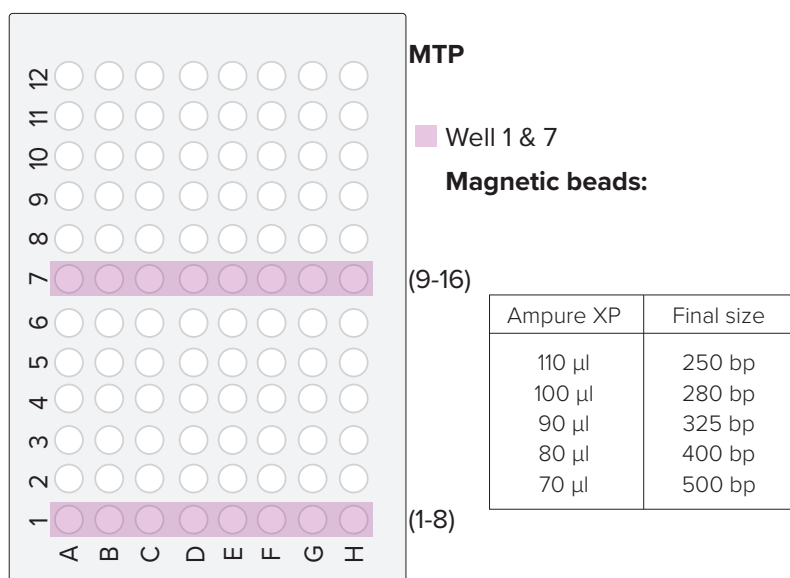 MTP
Well 1 & 7
Magnetic beads:
12
11
10
9
8
7 (9-16)
6
5
4
3
2
1 (1-8)
A B C D E F G H
Ampure XP Final size
110 µl 250 bp
100 µl 280 bp
90 µl 325 bp
80 µl 400 bp
70 µl 500 bp